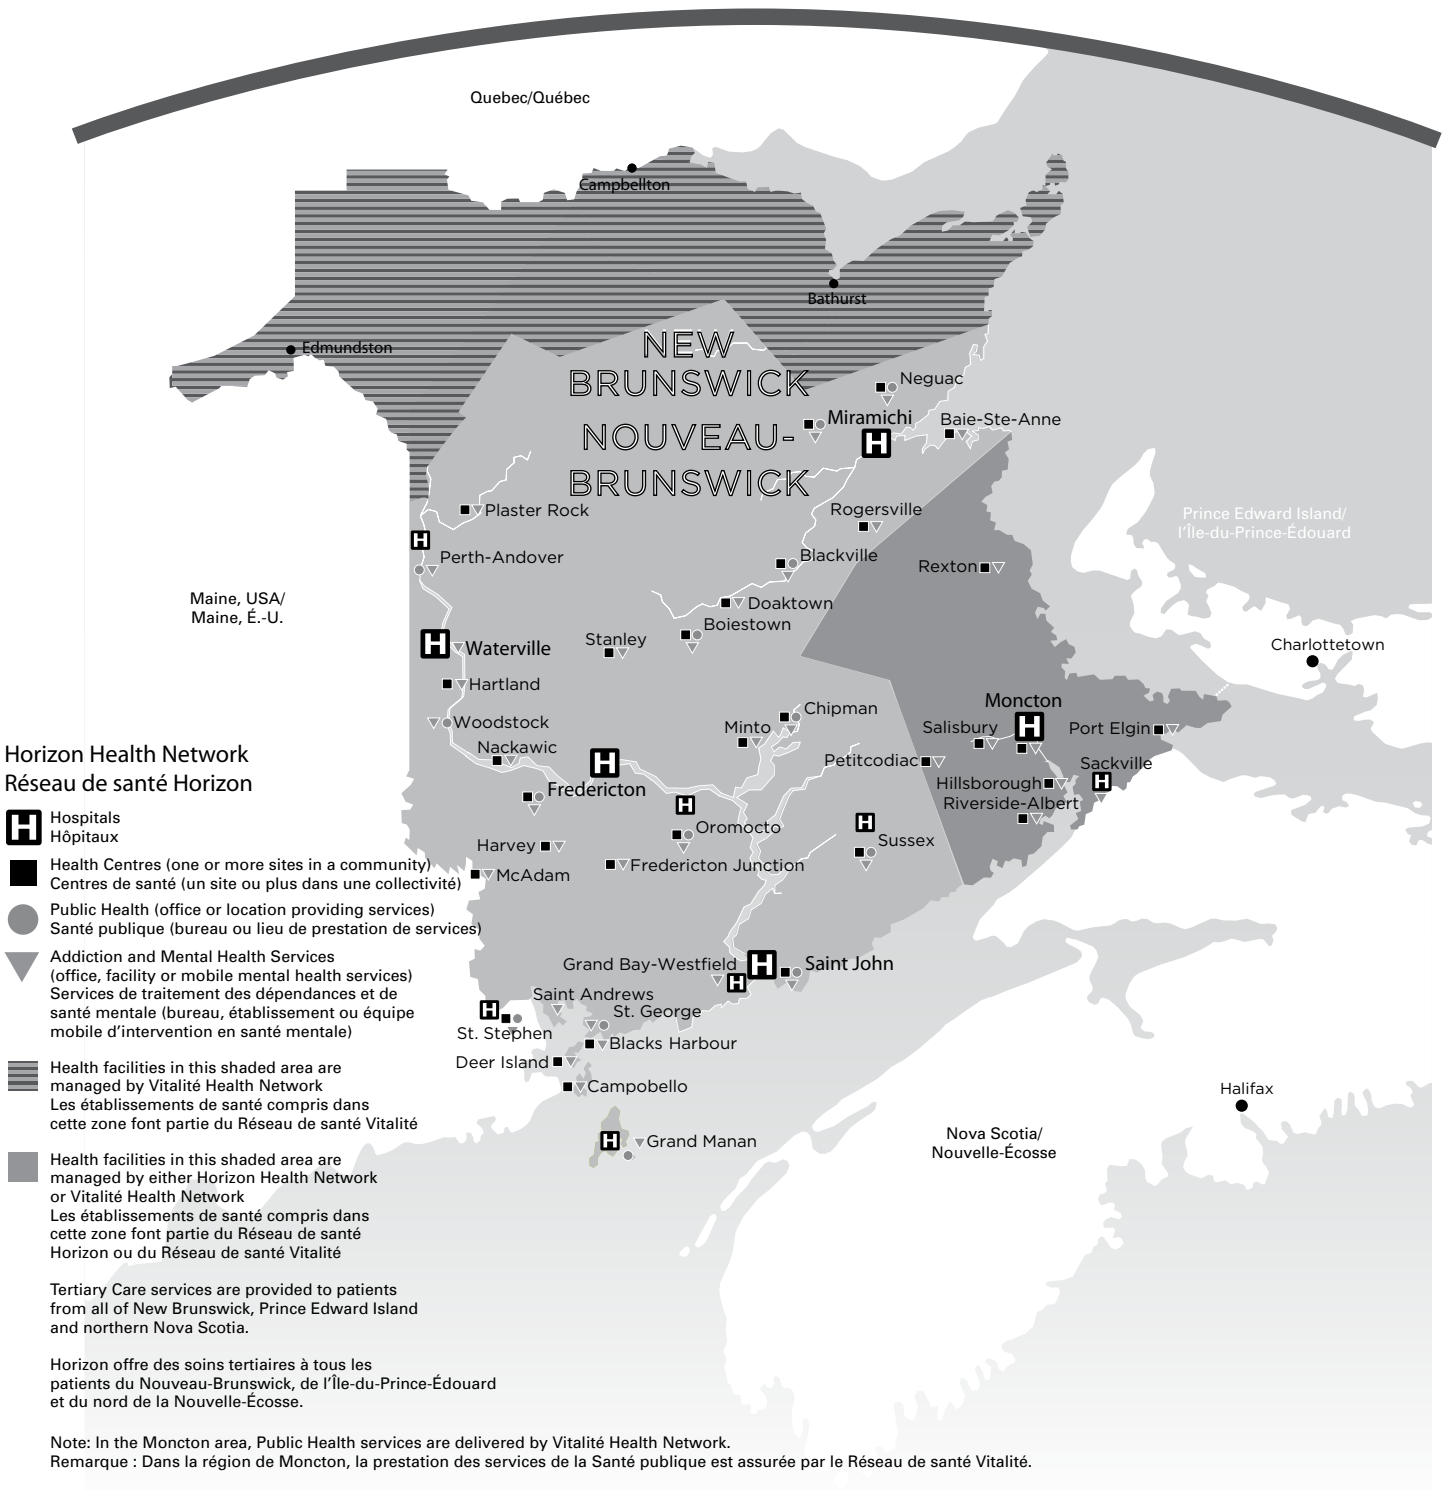 Quebec/Québec
Campbellton
Bathurst
Edmundston
NEW
BRUNSWICK
NOUVEAU-
BRUNSWICK
Neguac
Miramichi
Baie-Ste-Anne
Plaster Rock
Rogersville
Prince Edward Island/
l’Île-du-Prince-Édouard
Perth-Andover
Blackville
Rexton
Maine, USA/
Maine, É.-U.
Doaktown
Boiestown
Stanley
Waterville
Charlottetown
Hartland
Woodstock
Nackawic
Chipman
Minto
Moncton
Salisbury
Port Elgin
Petitcodiac
Sackville
Hillsborough
Riverside-Albert
Fredericton
Oromocto
Sussex
Harvey
Fredericton Junction
McAdam
Grand Bay-Westfield
Saint John
Saint Andrews
St. George
St. Stephen
Blacks Harbour
Deer Island
Campobello
Grand Manan
Halifax
Nova Scotia/
Nouvelle-Écosse
Horizon Health Network
Réseau de santé Horizon
H Hospitals
Hôpitaux
Health Centres (one or more sites in a community)
Centres de santé (un site ou plus dans une collectivité)
Public Health (office or location providing services)
Santé publique (bureau ou lieu de prestation de services)
Addiction and Mental Health Services
(office, facility or mobile mental health services)
Services de traitement des dépendances et de
santé mentale (bureau, établissement ou équipe
mobile d’intervention en santé mentale)
Health facilities in this shaded area are
managed by Vitalité Health Network
Les établissements de santé compris dans
cette zone font partie du Réseau de santé Vitalité
Health facilities in this shaded area are
managed by either Horizon Health Network
or Vitalité Health Network
Les établissements de santé compris dans
cette zone font partie du Réseau de santé
Horizon ou du Réseau de santé Vitalité
Tertiary Care services are provided to patients
from all of New Brunswick, Prince Edward Island
and northern Nova Scotia.
Horizon offre des soins tertiaires à tous les
patients du Nouveau-Brunswick, de l’Île-du-Prince-Édouard
et du nord de la Nouvelle-Écosse.
Note: In the Moncton area, Public Health services are delivered by Vitalité Health Network.
Remarque : Dans la région de Moncton, la prestation des services de la Santé publique est assurée par le Réseau de santé Vitalité.